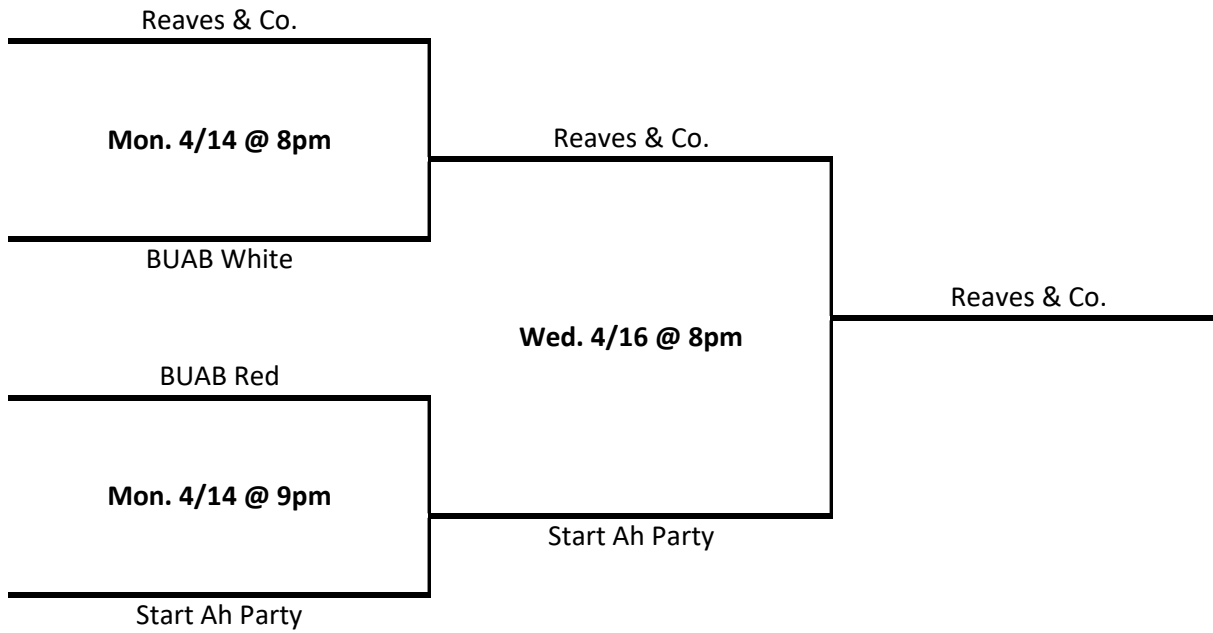 Reaves & Co.
Mon. 4/14 @ 8pm
BUAB White
Reaves & Co.
Wed. 4/16 @ 8pm
Reaves & Co.
BUAB Red
Mon. 4/14 @ 9pm
Start Ah Party
Start Ah Party